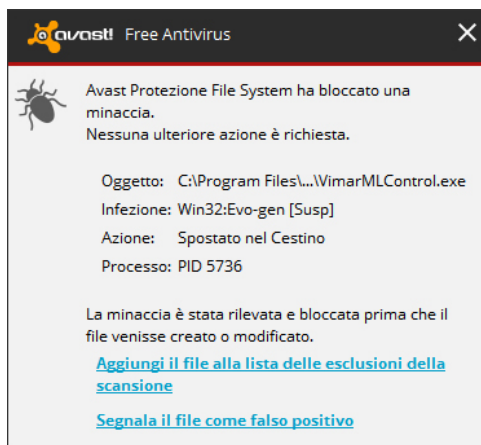 avast! Free Antivirus
Avast Protezione File System ha bloccato una
minaccia.
Nessuna ulteriore azione è richiesta.
Oggetto: C:\Program Files\...\VimarMLControl.exe
Infezione: Win32:Evo-gen [Susp]
Azione: Spostato nel Cestino
Processo: PID 5736
La minaccia è stata rilevata e bloccata prima che il
file venisse creato o modificato.
Aggiungi il file alla lista delle esclusioni della
scansione
Segnala il file come falso positivo